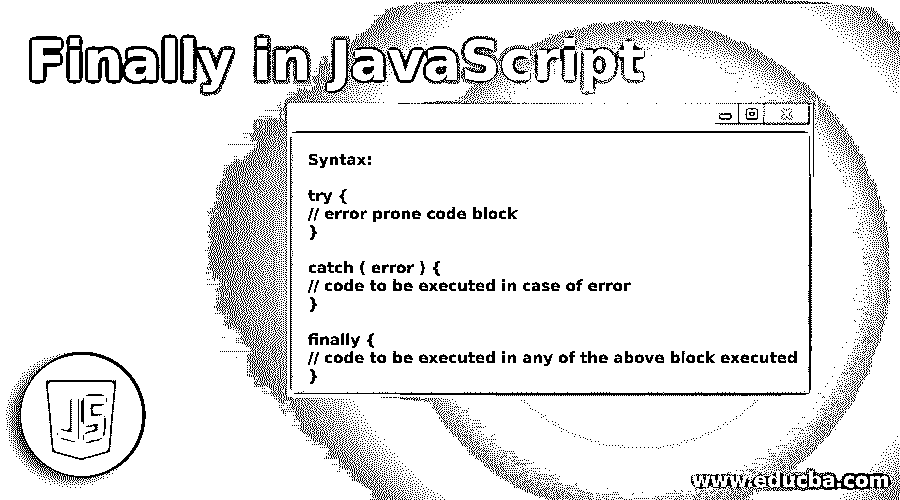 Finally in JavaScript
Syntax:
try {
// error prone code block
}
catch ( error ) {
// code to be executed in case of error
}
finally {
// code to be executed in any of the above block executed
}
JS
www.educba.com